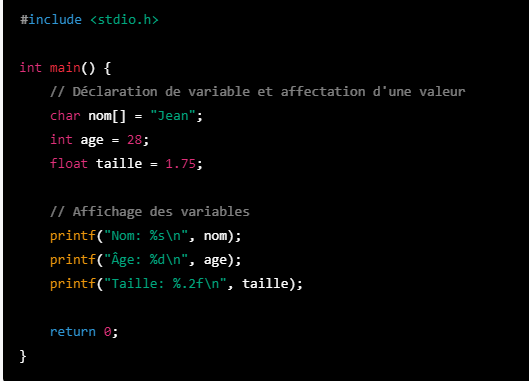 #include <stdio.h>

int main() {
    // Déclaration de variable et affectation d'une valeur
    char nom[] = "Jean";
    int age = 28;
    float taille = 1.75;

    // Affichage des variables
    printf("Nom: %s\n", nom);
    printf("Âge: %d\n", age);
    printf("Taille: %.2f\n", taille);

    return 0;
}